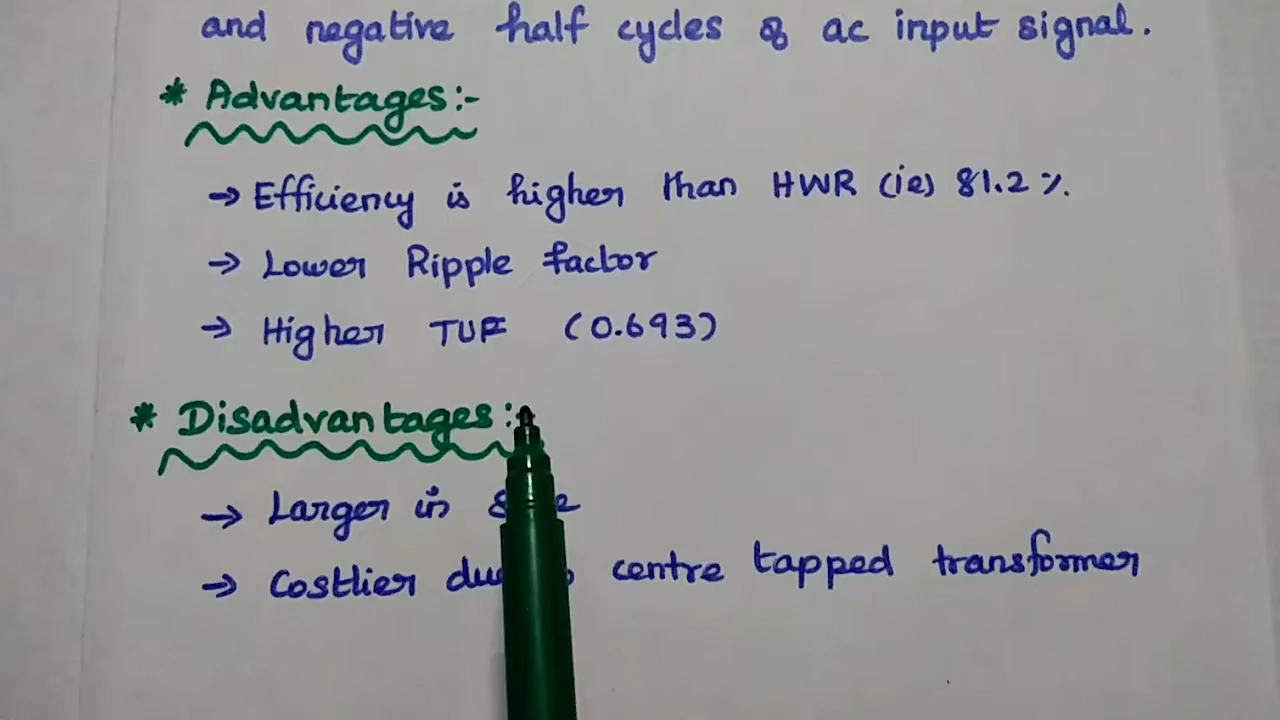 and negative half cycles of ac input signal.
* Advantages:-
→ Efficiency is higher than HWR (ie) 81.2 %.
→ Lower Ripple factor
→ Higher TUF (0.693)
* Disadvantages:
→ Larger in
→ Costlier centre tapped transformer